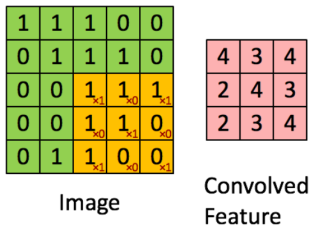 1 1 1 0 0
0 1 1 1 0
0 0 1×1 1×0 1×1
0 0 1×0 1×1 0×0
0 1 1×1 0×0 0×1
Image
4 3 4
2 4 3
2 3 4
Convolved
Feature